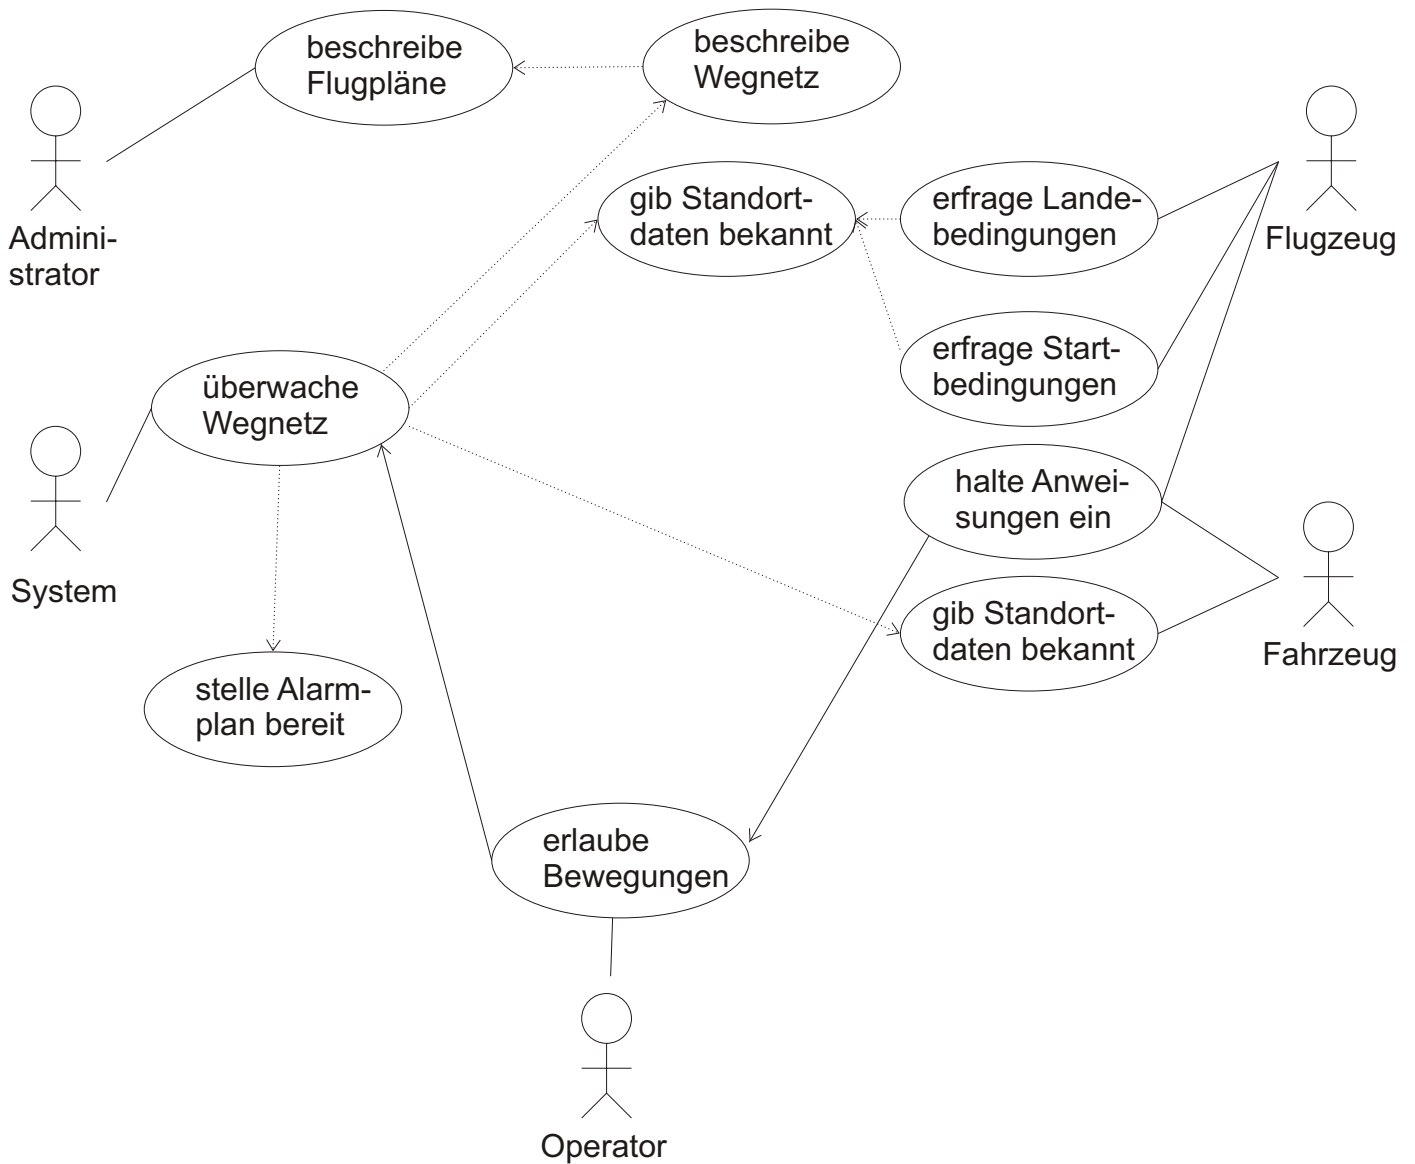 beschreibe
Flugpläne
beschreibe
Wegnetz
Admini-
strator
gib Standort-
daten bekannt
erfrage Lande-
bedingungen
Flugzeug
erfrage Start-
bedingungen
überwache
Wegnetz
System
halte Anwei-
sungen ein
gib Standort-
daten bekannt
Fahrzeug
stelle Alarm-
plan bereit
erlaube
Bewegungen
Operator